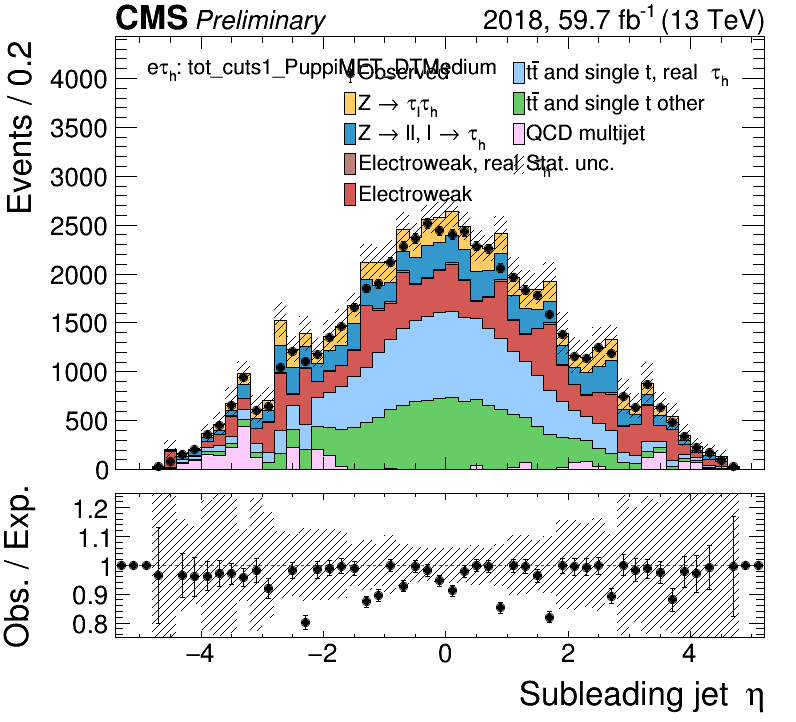 CMS Preliminary 2018, 59.7 fb⁻¹ (13 TeV)
eτh: tot_cuts1_PuppiMET_DTMedium
Observed
Z → τlτh
Z → ll, l → τh
Electroweak, real τh
Electroweak
tt̄ and single t, real τh
tt̄ and single t other
QCD multijet
Stat. unc.
Events / 0.2
4000
3500
3000
2500
2000
1500
1000
500
0
Obs. / Exp.
1.2
1.1
1
0.9
0.8
−4 −2 0 2 4
Subleading jet η